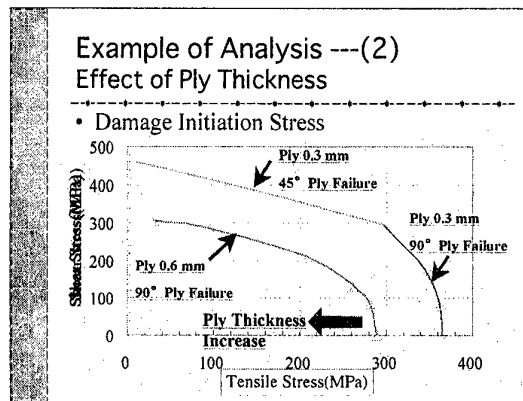 Example of Analysis ---(2)
Effect of Ply Thickness
• Damage Initiation Stress
500
400
300
200
100
0
Shear Stress(MPa)
Ply 0.3 mm
45° Ply Failure
Ply 0.3 mm
90° Ply Failure
Ply 0.6 mm
90° Ply Failure
Ply Thickness
Increase
0 100 200 300 400
Tensile Stress(MPa)